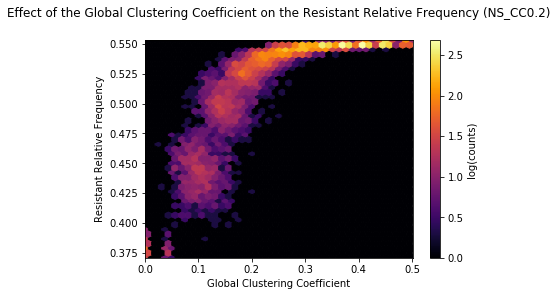 Effect of the Global Clustering Coefficient on the Resistant Relative Frequency (NS_CC0.2)
0.550
0.525
0.500
0.475
0.450
0.425
0.400
0.375
Resistant Relative Frequency
0.0 0.1 0.2 0.3 0.4 0.5
Global Clustering Coefficient
2.5
2.0
1.5
1.0
0.5
0.0
log(counts)